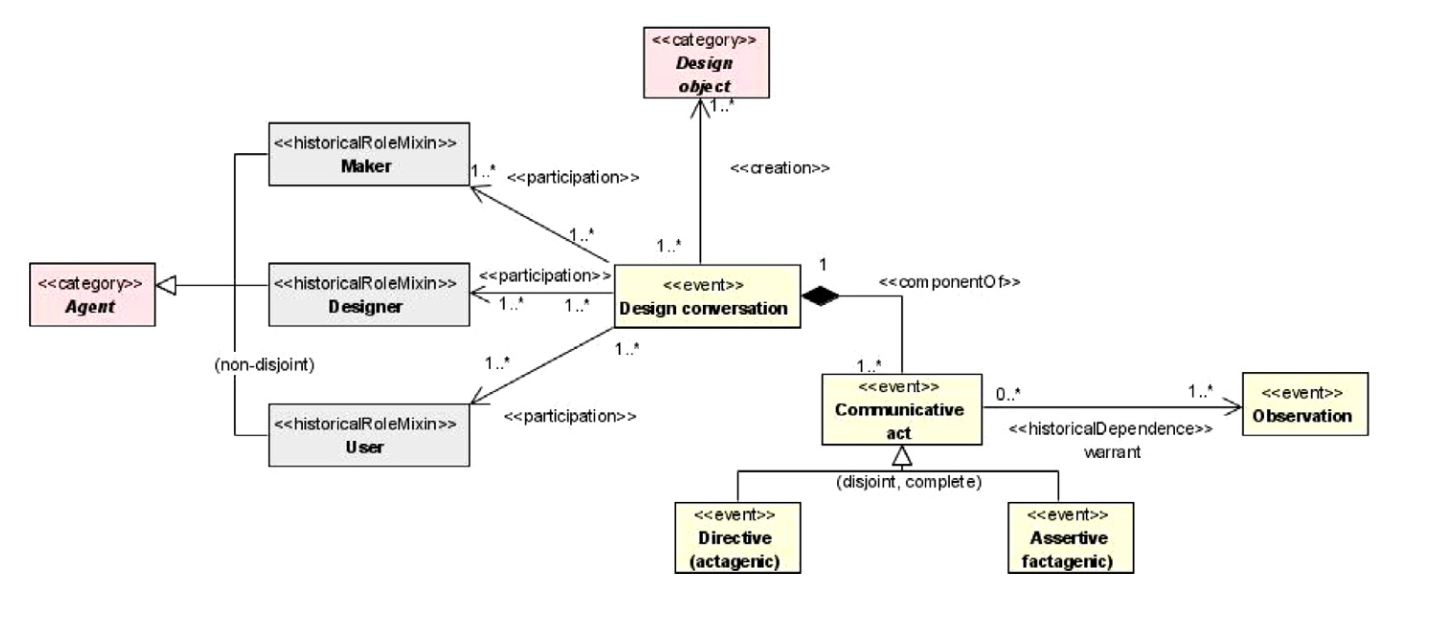 <<category>>
Design
object
1..*
<<historicalRoleMixin>>
Maker
1..*
<<participation>>
<<creation>>
1..*
1..*
<<category>>
Agent
<<historicalRoleMixin>>
Designer
<<participation>>
1..*
1..*
<<event>>
Design conversation
1
<<componentOf>>
(non-disjoint)
1..*
1..*
1..*
<<historicalRoleMixin>>
User
<<participation>>
<<event>>
Communicative
act
0..*
1..*
<<historicalDependence>>
warrant
<<event>>
Observation
(disjoint, complete)
<<event>>
Directive
(actagenic)
<<event>>
Assertive
factagenic)